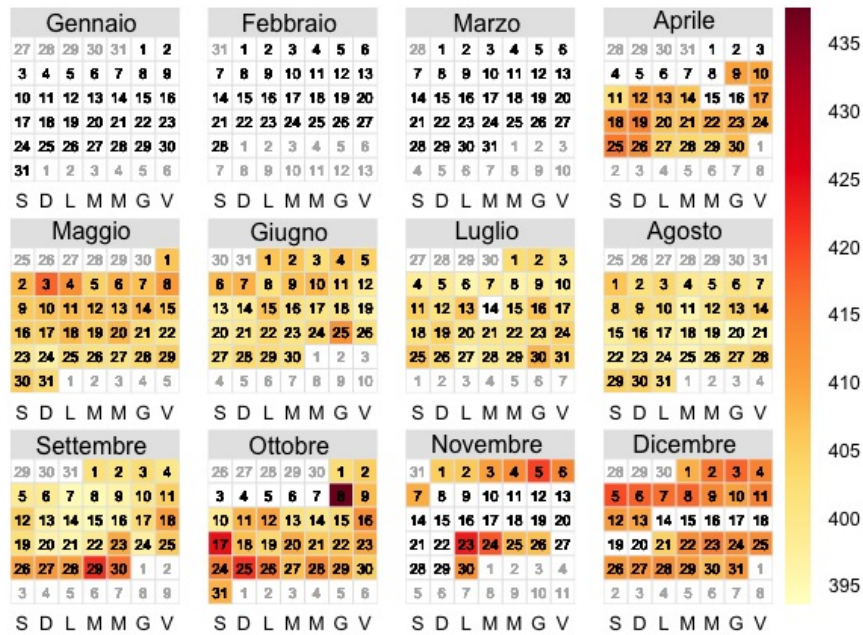 Gennaio Febbraio Marzo Aprile
27 28 29 30 31 1 2 31 1 2 3 4 5 6 28 1 2 3 4 5 6 28 29 30 31 1 2 3
3 4 5 6 7 8 9 7 8 9 10 11 12 13 7 8 9 10 11 12 13 4 5 6 7 8 9 10
10 11 12 13 14 15 16 14 15 16 17 18 19 20 14 15 16 17 18 19 20 11 12 13 14 15 16 17
17 18 19 20 21 22 23 21 22 23 24 25 26 27 21 22 23 24 25 26 27 18 19 20 21 22 23 24
24 25 26 27 28 29 30 28 1 2 3 4 5 6 28 29 30 31 1 2 3 25 26 27 28 29 30 1
31 1 2 3 4 5 6 7 8 9 10 11 12 13 4 5 6 7 8 9 10 2 3 4 5 6 7 8
S D L M M G V S D L M M G V S D L M M G V S D L M M G V
Maggio Giugno Luglio Agosto
25 26 27 28 29 30 1 30 31 1 2 3 4 5 27 28 29 30 1 2 3 25 26 27 28 29 30 31
2 3 4 5 6 7 8 6 7 8 9 10 11 12 4 5 6 7 8 9 10 1 2 3 4 5 6 7
9 10 11 12 13 14 15 13 14 15 16 17 18 19 11 12 13 14 15 16 17 8 9 10 11 12 13 14
16 17 18 19 20 21 22 20 21 22 23 24 25 26 18 19 20 21 22 23 24 15 16 17 18 19 20 21
23 24 25 26 27 28 29 27 28 29 30 1 2 3 25 26 27 28 29 30 31 22 23 24 25 26 27 28
30 31 1 2 3 4 5 4 5 6 7 8 9 10 1 2 3 4 5 6 7 29 30 31 1 2 3 4
S D L M M G V S D L M M G V S D L M M G V S D L M M G V
Settembre Ottobre Novembre Dicembre
29 30 31 1 2 3 4 26 27 28 29 30 1 2 31 1 2 3 4 5 6 28 29 30 1 2 3 4
5 6 7 8 9 10 11 3 4 5 6 7 8 9 7 8 9 10 11 12 13 5 6 7 8 9 10 11
12 13 14 15 16 17 18 10 11 12 13 14 15 16 14 15 16 17 18 19 20 12 13 14 15 16 17 18
19 20 21 22 23 24 25 17 18 19 20 21 22 23 21 22 23 24 25 26 27 19 20 21 22 23 24 25
26 27 28 29 30 1 2 24 25 26 27 28 29 30 28 29 30 1 2 3 4 26 27 28 29 30 31 1
3 4 5 6 7 8 9 31 1 2 3 4 5 6 5 6 7 8 9 10 11 2 3 4 5 6 7 8
S D L M M G V S D L M M G V S D L M M G V S D L M M G V
435
430
425
420
415
410
405
400
395